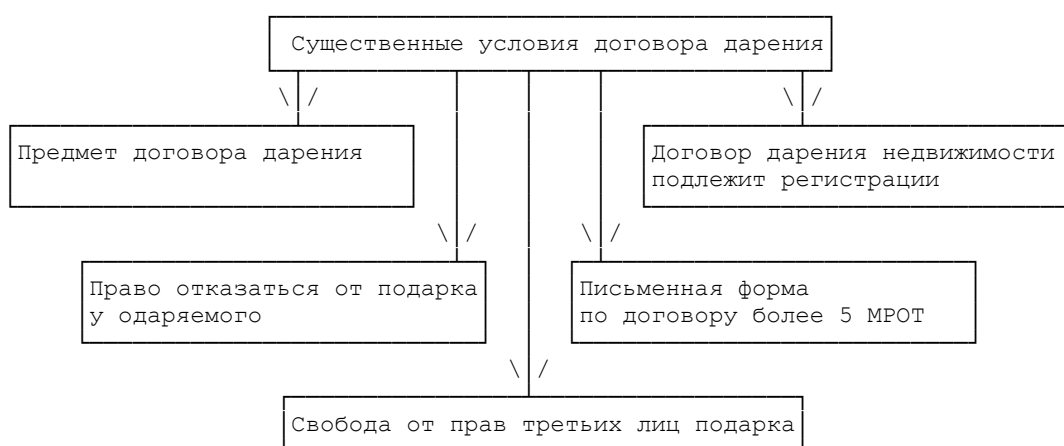 Существенные условия договора дарения
Предмет договора дарения
Договор дарения недвижимости
подлежит регистрации
Право отказаться от подарка
у одаряемого
Письменная форма
по договору более 5 МРОТ
Свобода от прав третьих лиц подарка